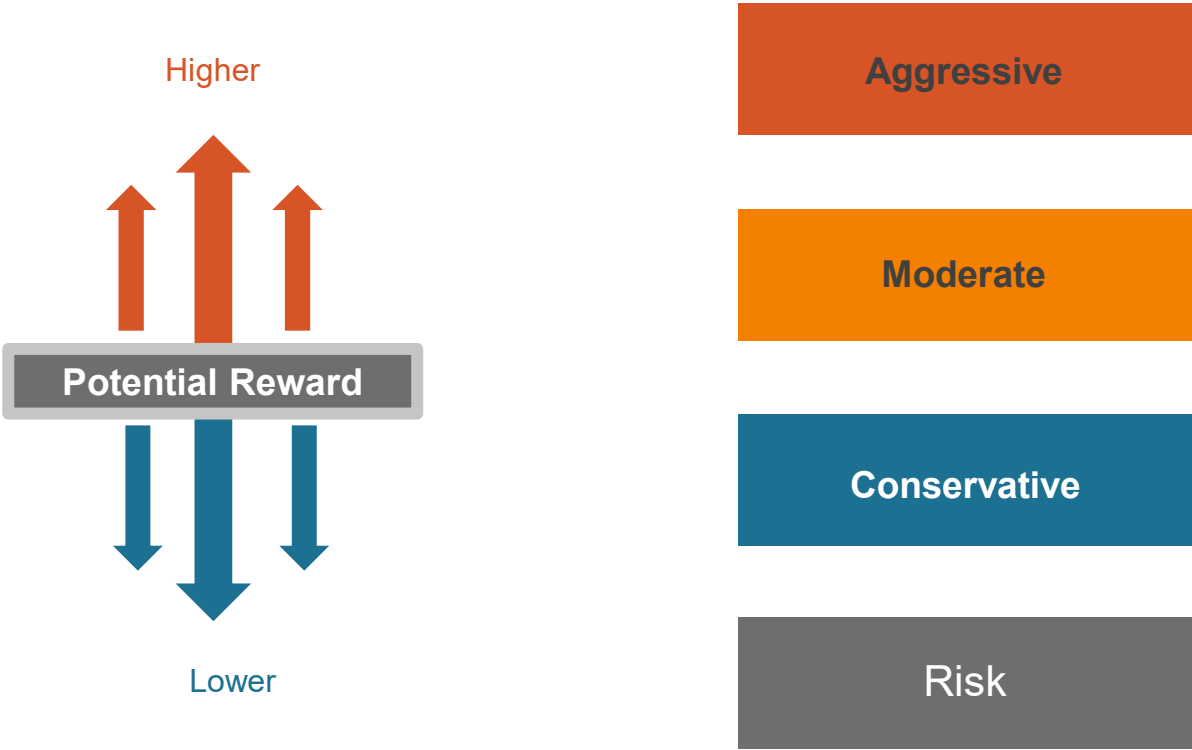 Higher
Potential Reward
Lower
Aggressive
Moderate
Conservative
Risk